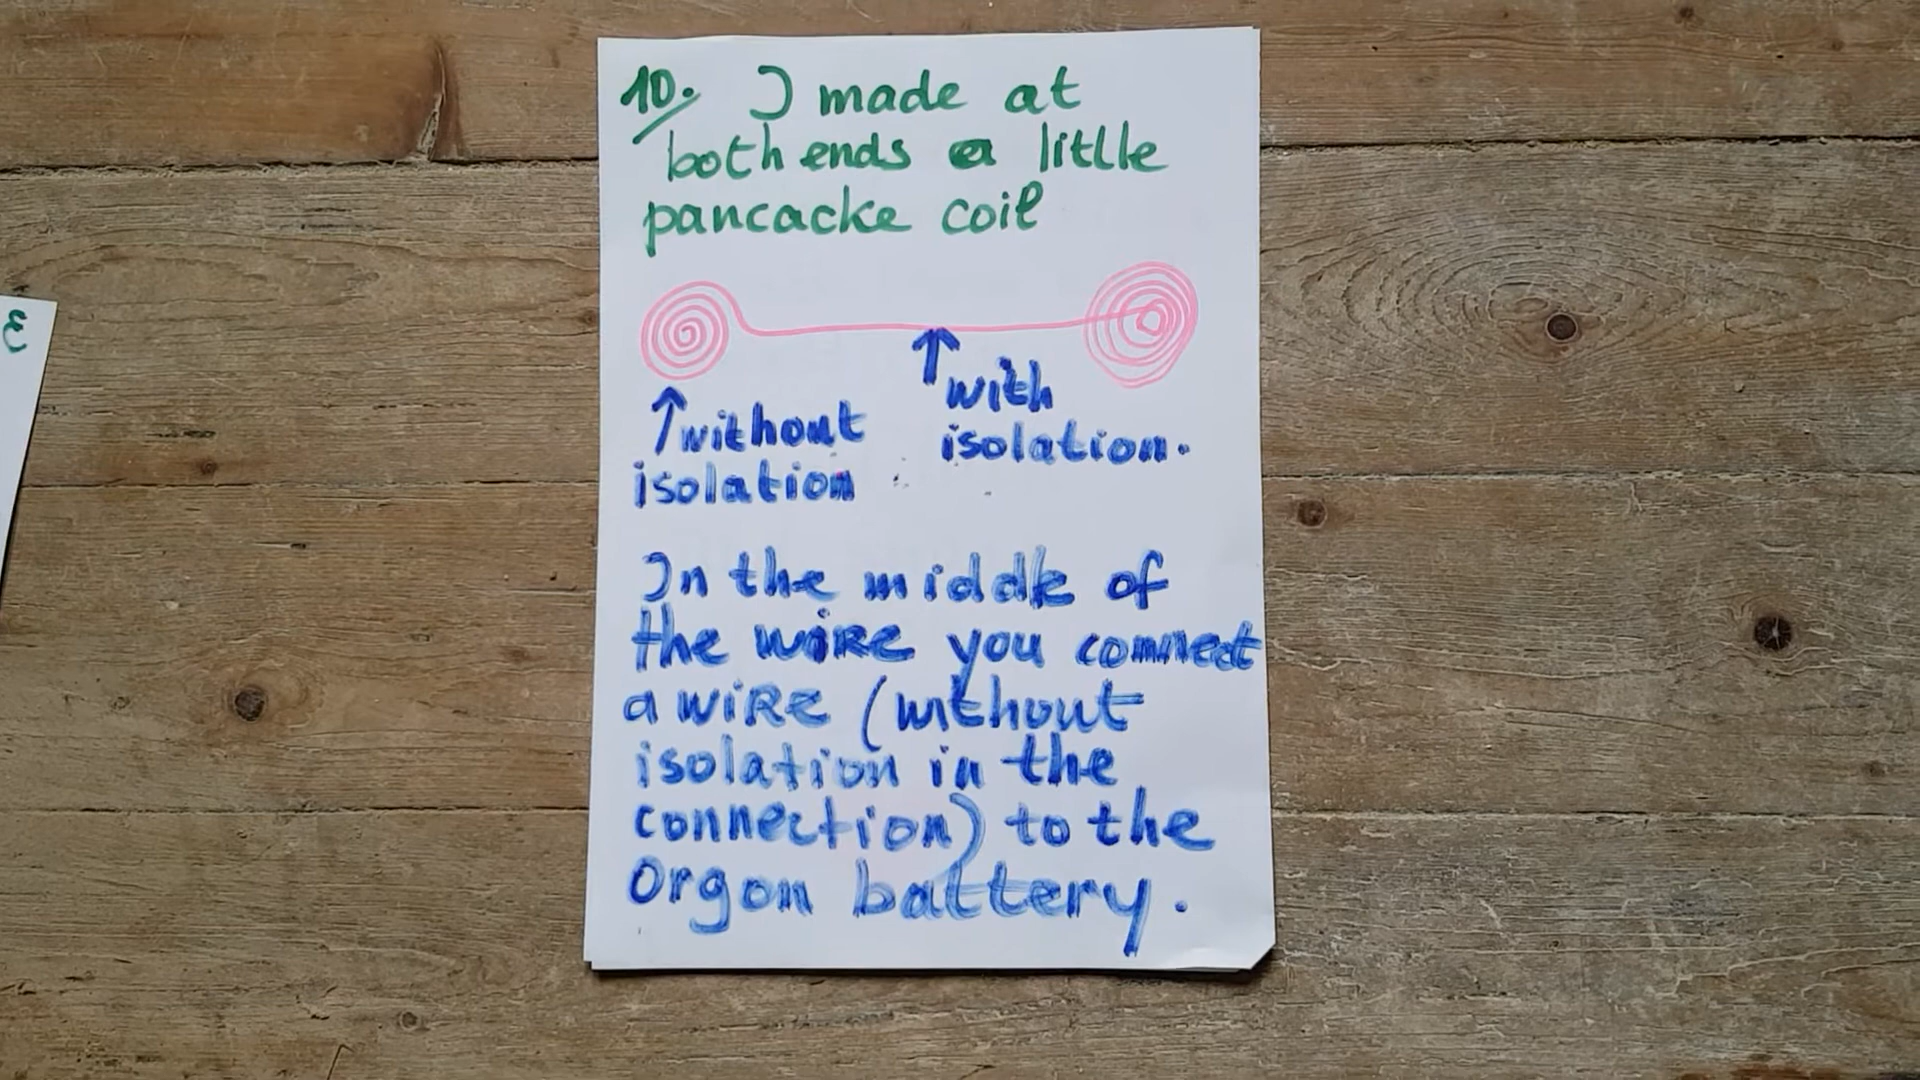 10. I made at
both ends a litlle
pancacke coil
with
without
isolation.
isolation
In the middle of
the wire you connect
a wire (without
isolation in the
connection) to the
Orgon battery.